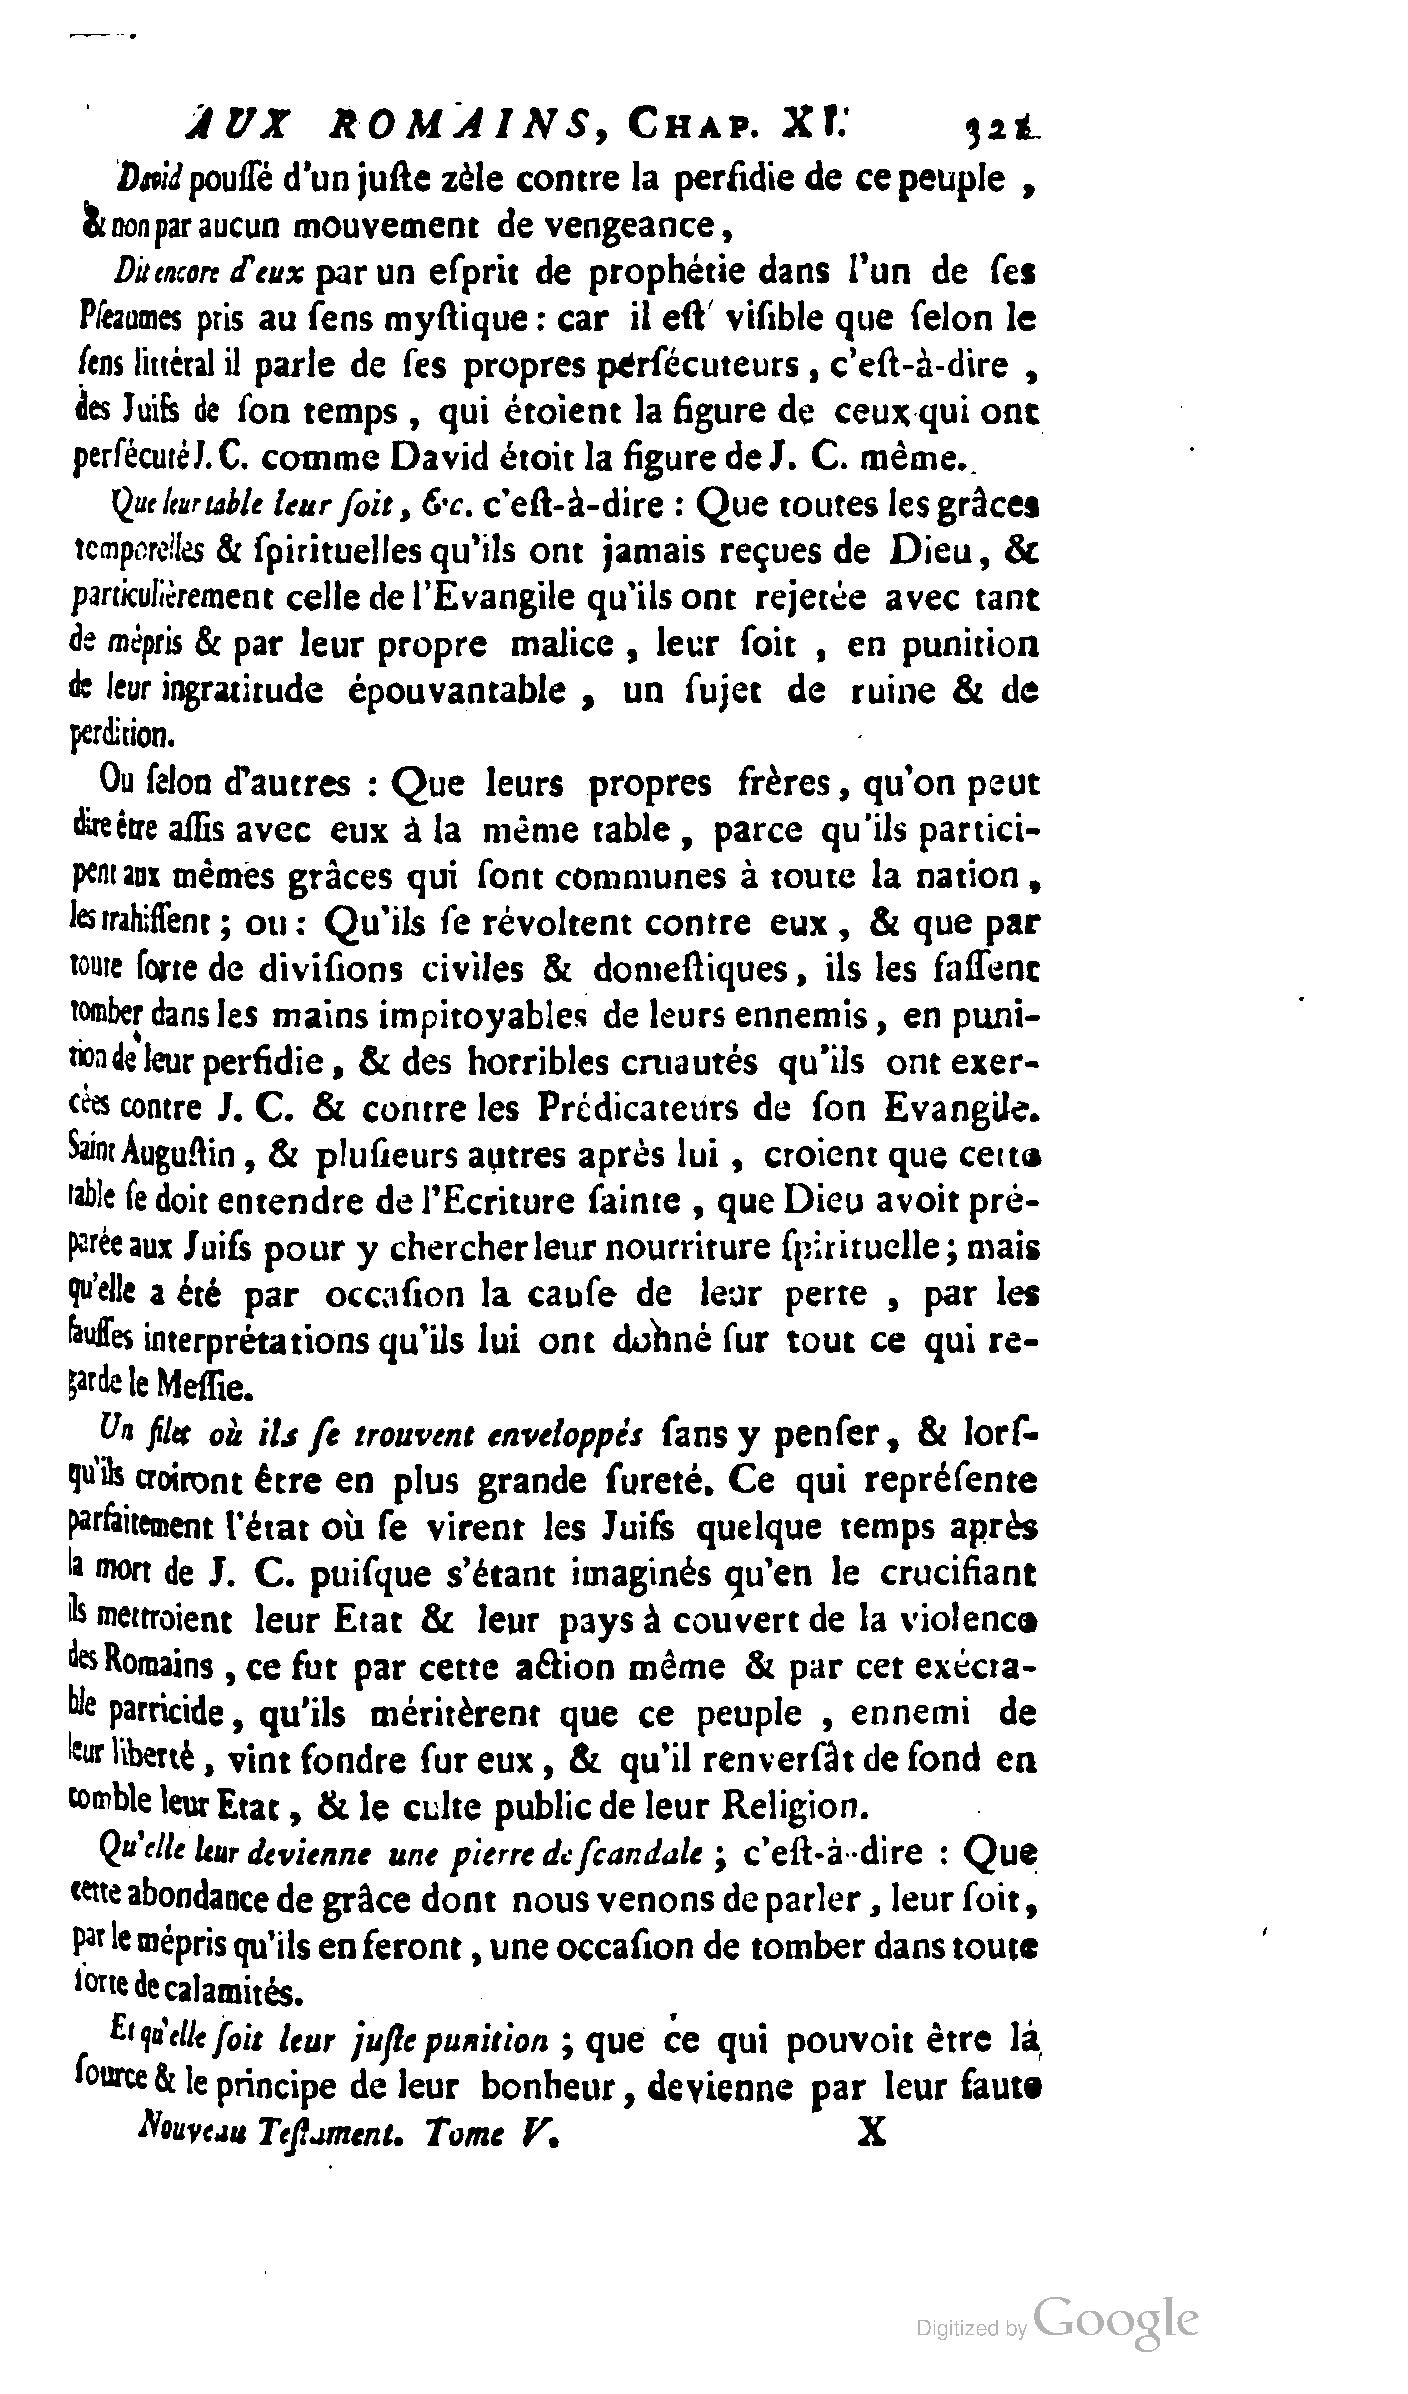 AUX ROMAINS, CHAP. XI. 321
David pouſſé d'un juſte zèle contre la perfidie de ce peuple ,
& non par aucun mouvement de vengeance,
Dit encore d'eux par un eſprit de prophétie dans l'un de ſes
Pſeaumes pris au ſens myſtique : car il eſt viſible que ſelon le
ſens littéral il parle de ſes propres perſécuteurs , c'eſt-à-dire ,
des Juifs de ſon temps , qui étoient la figure de ceux qui ont
perſécuté J. C. comme David étoit la figure de J. C. même.
Que leur table leur ſoit, &c. c'eſt-à-dire : Que toutes les grâces
temporelles & ſpirituelles qu'ils ont jamais reçues de Dieu, &
particulièrement celle de l'Evangile qu'ils ont rejetée avec tant
de mépris & par leur propre malice , leur ſoit , en punition
de leur ingratitude épouvantable , un ſujet de ruine & de
perdition.
Ou ſelon d'autres : Que leurs propres frères, qu'on peut
dire être aſſis avec eux à la même table, parce qu'ils partici-
pent aux mêmes grâces qui ſont communes à toute la nation,
les trahiſſent ; ou : Qu'ils ſe révoltent contre eux , & que par
toute ſorte de diviſions civiles & domeſtiques, ils les faſſent
tomber dans les mains impitoyables de leurs ennemis, en puni-
tion de leur perfidie, & des horribles cruautés qu'ils ont exer-
cées contre J. C. & contre les Prédicateurs de ſon Evangile.
Saint Auguſtin , & pluſieurs autres après lui , croient que cette
table ſe doit entendre de l'Ecriture ſainte , que Dieu avoit pré-
parée aux Juifs pour y chercher leur nourriture ſpirituelle ; mais
qu'elle a été par occaſion la cauſe de leur perte , par les
fauſſes interprétations qu'ils lui ont donné ſur tout ce qui re-
garde le Meſſie.
Un filet où ils ſe trouvent enveloppés ſans y penſer, & lorſ-
qu'ils croiront être en plus grande ſureté. Ce qui repréſente
parfaitement l'état où ſe virent les Juifs quelque temps après
la mort de J. C. puiſque s'étant imaginés qu'en le crucifiant
ils mettroient leur Etat & leur pays à couvert de la violence
des Romains , ce fut par cette action même & par cet exécra-
ble parricide, qu'ils méritèrent que ce peuple , ennemi de
leur liberté , vint fondre ſur eux, & qu'il renverſât de fond en
comble leur Etat , & le culte public de leur Religion.
Qu'elle leur devienne une pierre de ſcandale ; c'eſt-à-dire : Que
cette abondance de grâce dont nous venons de parler , leur ſoit,
par le mépris qu'ils en feront , une occaſion de tomber dans toute
ſorte de calamités.
Et qu'elle ſoit leur juſte punition ; que ce qui pouvoit être la
ſource & le principe de leur bonheur, devienne par leur faute
Nouveau Teſtament. Tome V. X
Digitized by Google